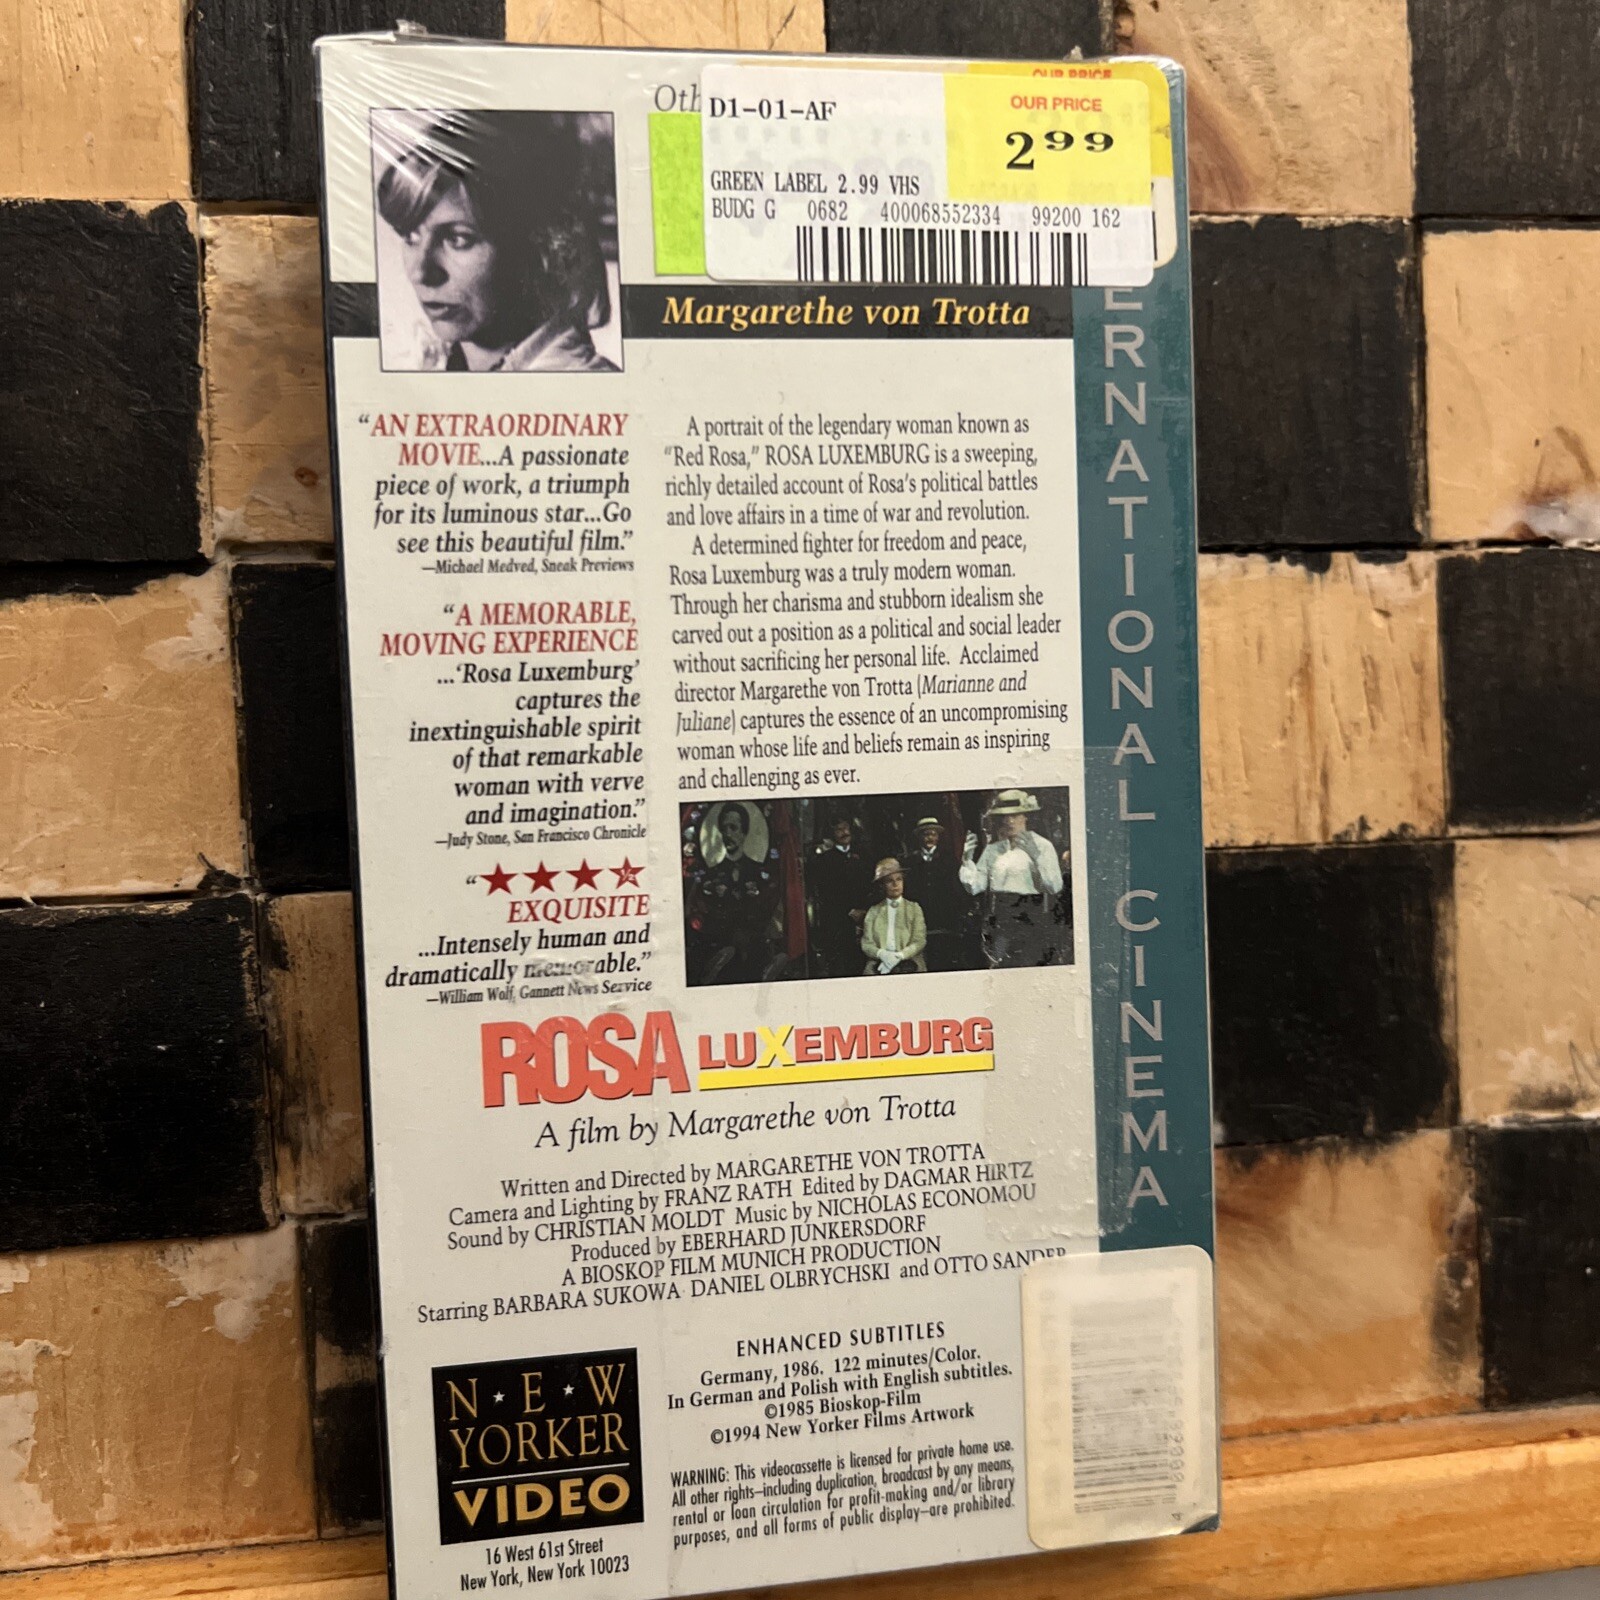 OUR PRICE
D1-01-AF
OUR PRICE
2 99
GREEN LABEL 2.99 VHS
BUDG G 0682 400068552334 99200 162
Margarethe von Trotta
ERNATIONAL CINEMA
“AN EXTRAORDINARY
MOVIE...A passionate
piece of work, a triumph
for its luminous star...Go
see this beautiful film.”
—Michael Medved, Sneak Previews
“A MEMORABLE,
MOVING EXPERIENCE
...‘Rosa Luxemburg’
captures the
inextinguishable spirit
of that remarkable
woman with verve
and imagination.”
—Judy Stone, San Francisco Chronicle
“★★★½
EXQUISITE
...Intensely human and
dramatically memorable.”
—William Wolf, Gannett News Service
A portrait of the legendary woman known as
“Red Rosa,” ROSA LUXEMBURG is a sweeping,
richly detailed account of Rosa’s political battles
and love affairs in a time of war and revolution.
A determined fighter for freedom and peace,
Rosa Luxemburg was a truly modern woman.
Through her charisma and stubborn idealism she
carved out a position as a political and social leader
without sacrificing her personal life. Acclaimed
director Margarethe von Trotta (Marianne and
Juliane) captures the essence of an uncompromising
woman whose life and beliefs remain as inspiring
and challenging as ever.
ROSA LUXEMBURG
A film by Margarethe von Trotta
Written and Directed by MARGARETHE VON TROTTA
Camera and Lighting by FRANZ RATH Edited by DAGMAR HIRTZ
Sound by CHRISTIAN MOLDT Music by NICHOLAS ECONOMOU
Produced by EBERHARD JUNKERSDORF
A BIOSKOP FILM MUNICH PRODUCTION
Starring BARBARA SUKOWA DANIEL OLBRYCHSKI and OTTO SANDER
N★E★W
YORKER
VIDEO
16 West 61st Street
New York, New York 10023
ENHANCED SUBTITLES
Germany, 1986. 122 minutes/Color.
In German and Polish with English subtitles.
©1985 Bioskop-Film
©1994 New Yorker Films Artwork
WARNING: This videocassette is licensed for private home use.
All other rights—including duplication, broadcast by any means,
rental or loan circulation for profit-making and/or library
purposes, and all forms of public display—are prohibited.